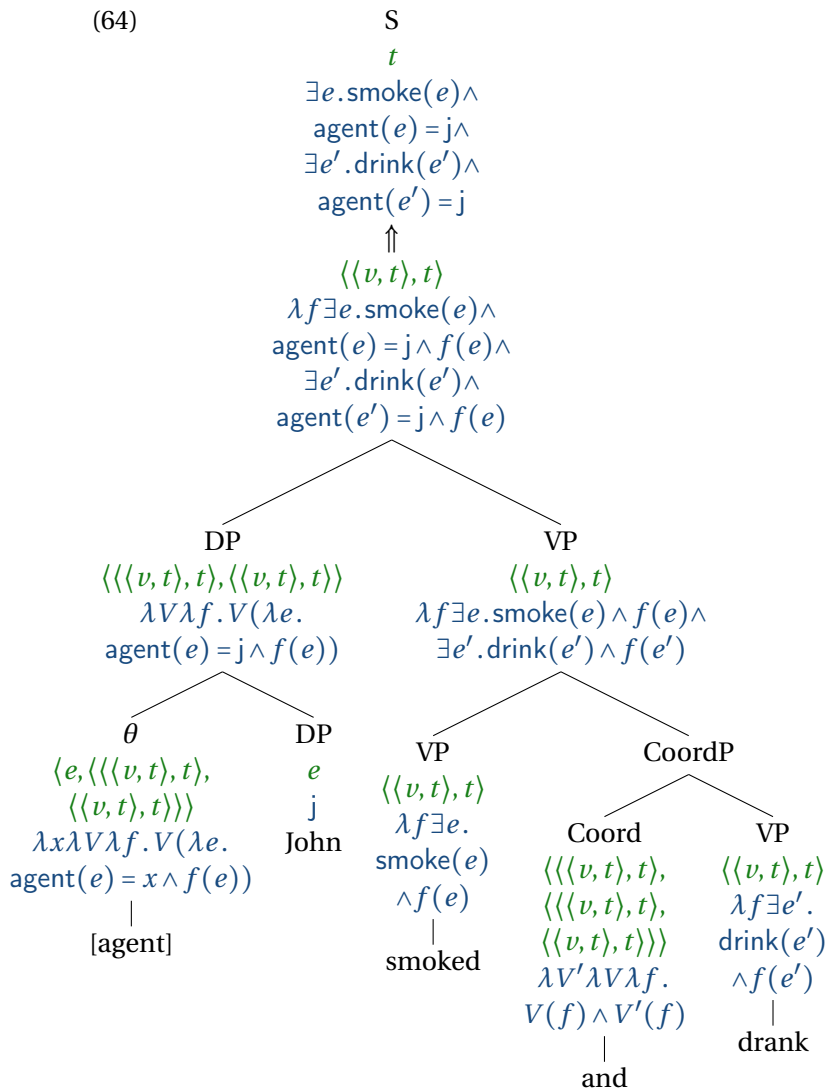 (64)
S
t
∃e.smoke(e)∧
agent(e) = j∧
∃e′.drink(e′)∧
agent(e′) = j
⇑
⟨⟨v, t⟩, t⟩
λf∃e.smoke(e)∧
agent(e) = j ∧ f(e)∧
∃e′.drink(e′)∧
agent(e′) = j ∧ f(e)
DP
⟨⟨⟨v, t⟩, t⟩, ⟨⟨v, t⟩, t⟩⟩
λVλf.V(λe.
agent(e) = j ∧ f(e))
VP
⟨⟨v, t⟩, t⟩
λf∃e.smoke(e) ∧ f(e)∧
∃e′.drink(e′) ∧ f(e′)
θ
⟨e, ⟨⟨⟨v, t⟩, t⟩,
⟨⟨v, t⟩, t⟩⟩⟩
λxλVλf.V(λe.
agent(e) = x ∧ f(e))
[agent]
DP
e
j
John
VP
⟨⟨v, t⟩, t⟩
λf∃e.
smoke(e)
∧f(e)
smoked
CoordP
Coord
⟨⟨⟨v, t⟩, t⟩,
⟨⟨⟨v, t⟩, t⟩,
⟨⟨v, t⟩, t⟩⟩⟩
λV′λVλf.
V(f) ∧ V′(f)
and
VP
⟨⟨v, t⟩, t⟩
λf∃e′.
drink(e′)
∧f(e′)
drank